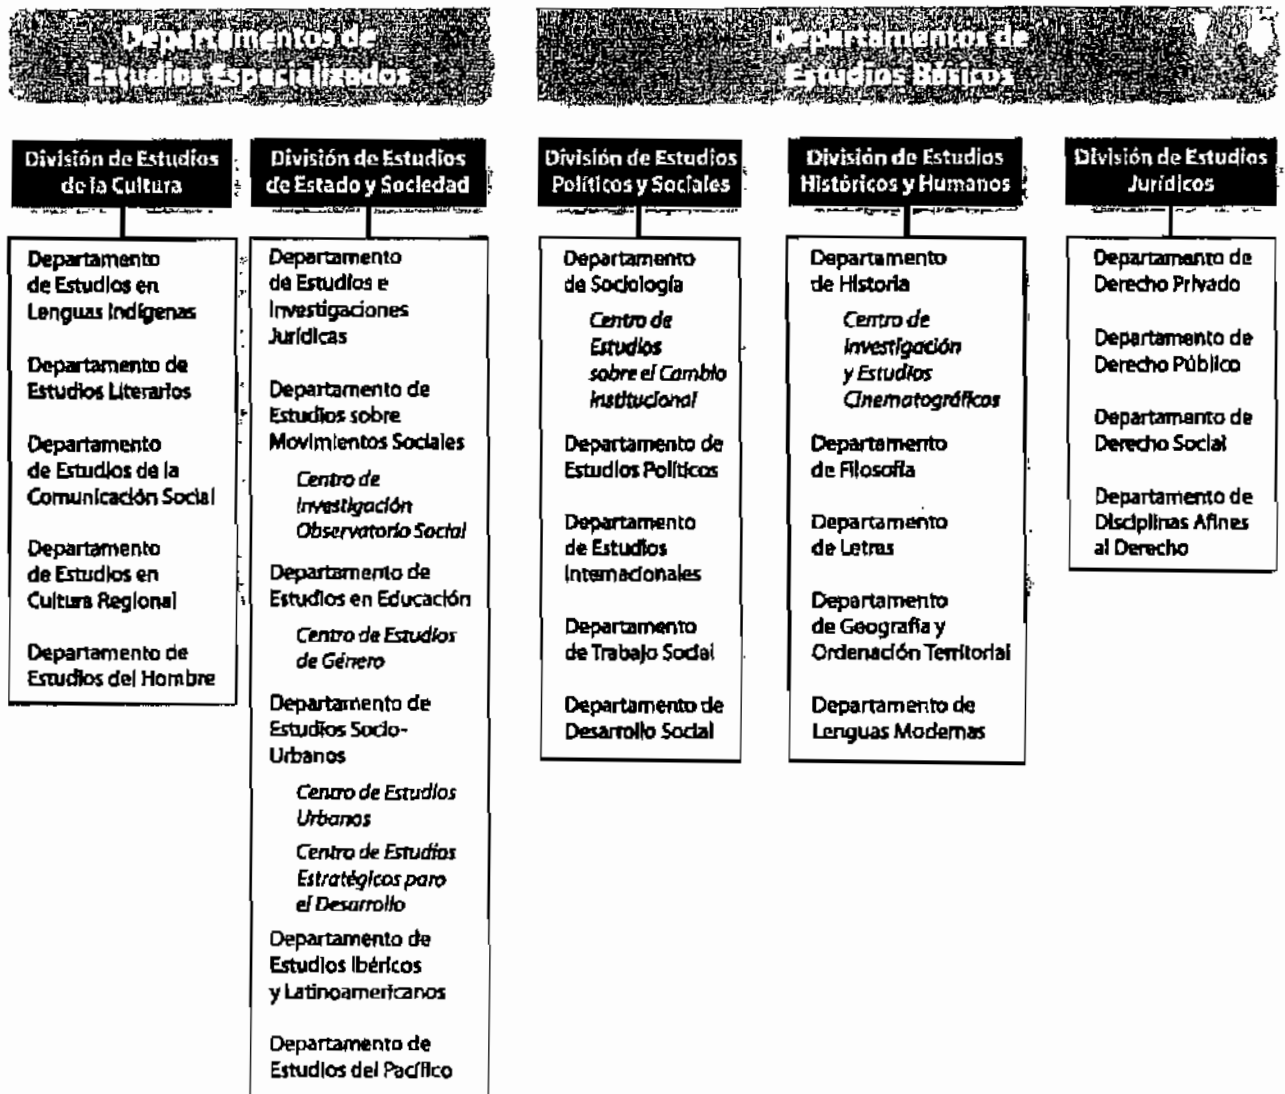 Departamentos de
Estudios Especializados
División de Estudios
de la Cultura
Departamento
de Estudios en
Lenguas Indígenas
Departamento de
Estudios Literarios
Departamento
de Estudios de la
Comunicación Social
Departamento
de Estudios en
Cultura Regional
Departamento de
Estudios del Hombre
División de Estudios
de Estado y Sociedad
Departamento
de Estudios e
Investigaciones
Jurídicas
Departamento de
Estudios sobre
Movimientos Sociales
Centro de
Investigación
Observatorio Social
Departamento de
Estudios en Educación
Centro de Estudios
de Género
Departamento de
Estudios Socio-
Urbanos
Centro de Estudios
Urbanos
Centro de Estudios
Estratégicos para
el Desarrollo
Departamento de
Estudios Ibéricos
y Latinoamericanos
Departamento de
Estudios del Pacífico
Departamentos de
Estudios Básicos
División de Estudios
Políticos y Sociales
Departamento
de Sociología
Centro de
Estudios
sobre el Cambio
Institucional
Departamento de
Estudios Políticos
Departamento
de Estudios
Internacionales
Departamento
de Trabajo Social
Departamento de
Desarrollo Social
División de Estudios
Históricos y Humanos
Departamento
de Historia
Centro de
Investigación
y Estudios
Cinematográficos
Departamento
de Filosofía
Departamento
de Letras
Departamento
de Geografía y
Ordenación Territorial
Departamento de
Lenguas Modernas
División de Estudios
Jurídicos
Departamento de
Derecho Privado
Departamento de
Derecho Público
Departamento de
Derecho Social
Departamento de
Disciplinas Afines
al Derecho